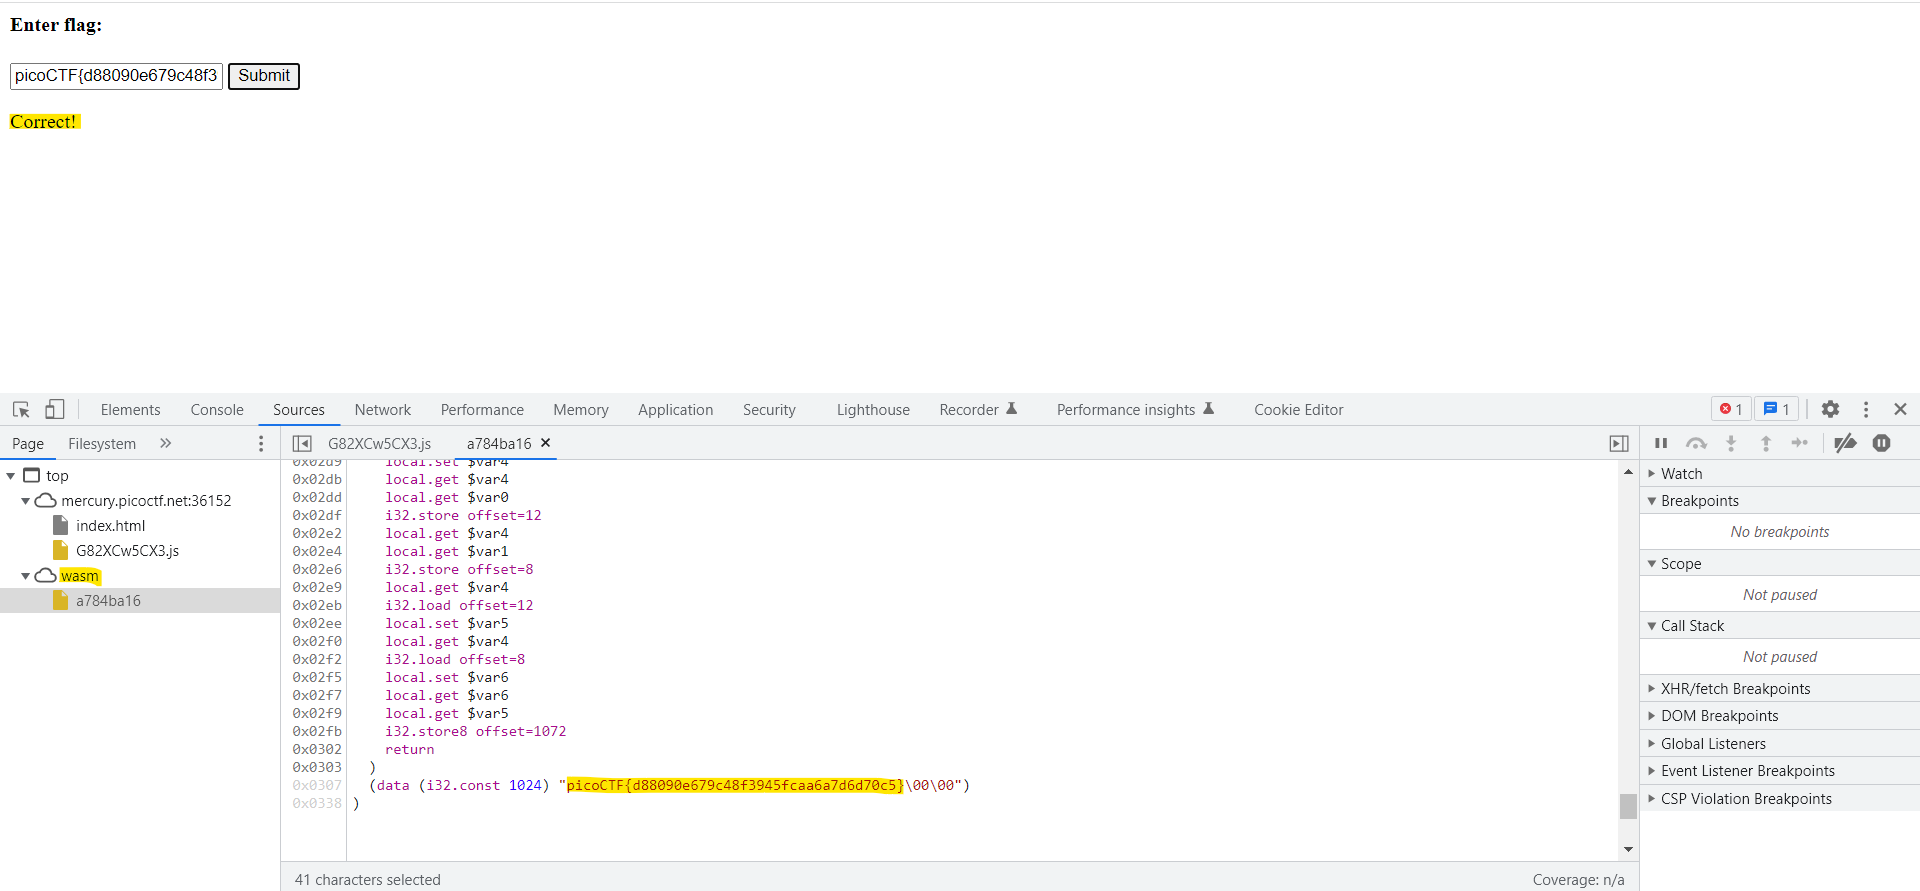 Enter flag:
picoCTF{d88090e679c48f3 Submit
Correct!
Elements Console Sources Network Performance Memory Application Security Lighthouse Recorder Performance insights Cookie Editor 1 1
Page Filesystem » G82XCw5CX3.js a784ba16 ×
top
mercury.picoctf.net:36152
index.html
G82XCw5CX3.js
wasm
a784ba16
0x02d9 local.set $var4
0x02db local.get $var4
0x02dd local.get $var0
0x02df i32.store offset=12
0x02e2 local.get $var4
0x02e4 local.get $var1
0x02e6 i32.store offset=8
0x02e9 local.get $var4
0x02eb i32.load offset=12
0x02ee local.set $var5
0x02f0 local.get $var4
0x02f2 i32.load offset=8
0x02f5 local.set $var6
0x02f7 local.get $var6
0x02f9 local.get $var5
0x02fb i32.store8 offset=1072
0x0302 return
0x0303 )
0x0307 (data (i32.const 1024) "picoCTF{d88090e679c48f3945fcaa6a7d6d70c5}\00\00")
0x0338 )
41 characters selected Coverage: n/a
Watch
Breakpoints
No breakpoints
Scope
Not paused
Call Stack
Not paused
XHR/fetch Breakpoints
DOM Breakpoints
Global Listeners
Event Listener Breakpoints
CSP Violation Breakpoints